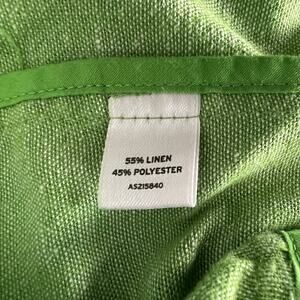 55% LINEN
45% POLYESTER
AS215840